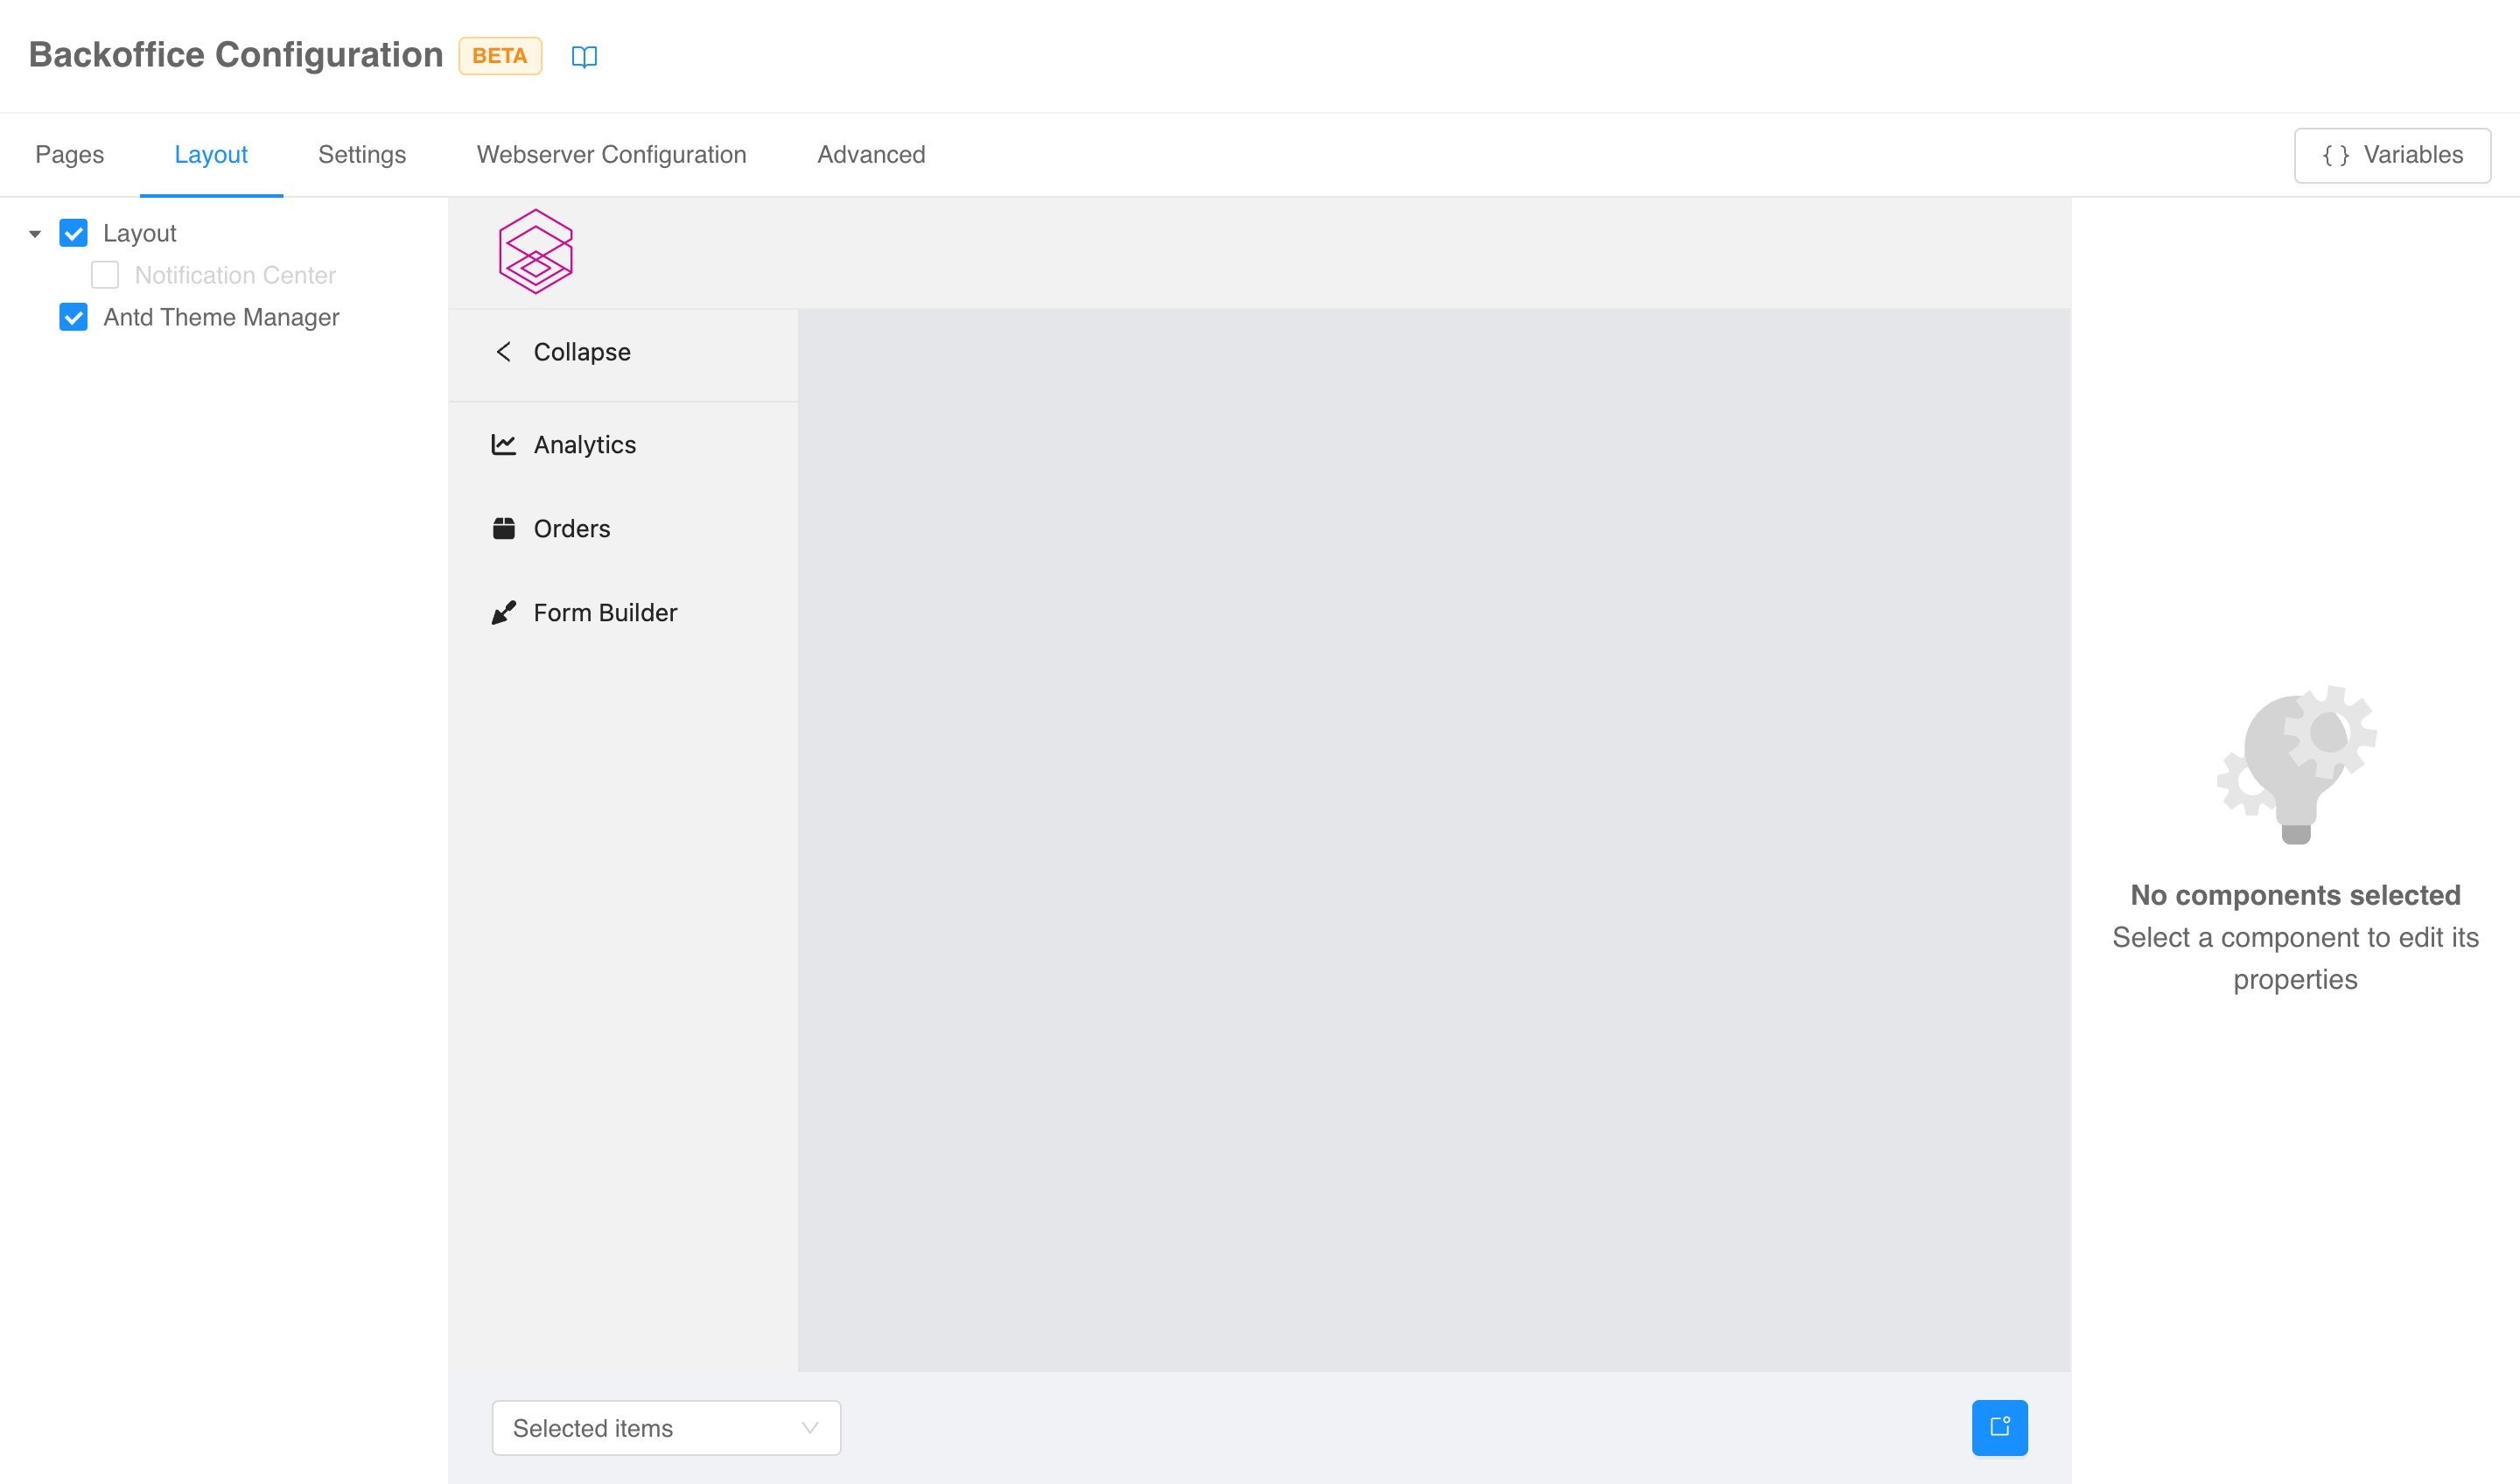 Backoffice Configuration BETA
Pages Layout Settings Webserver Configuration Advanced { } Variables
Layout
Notification Center
Antd Theme Manager
Collapse
Analytics
Orders
Form Builder
No components selected
Select a component to edit its
properties
Selected items